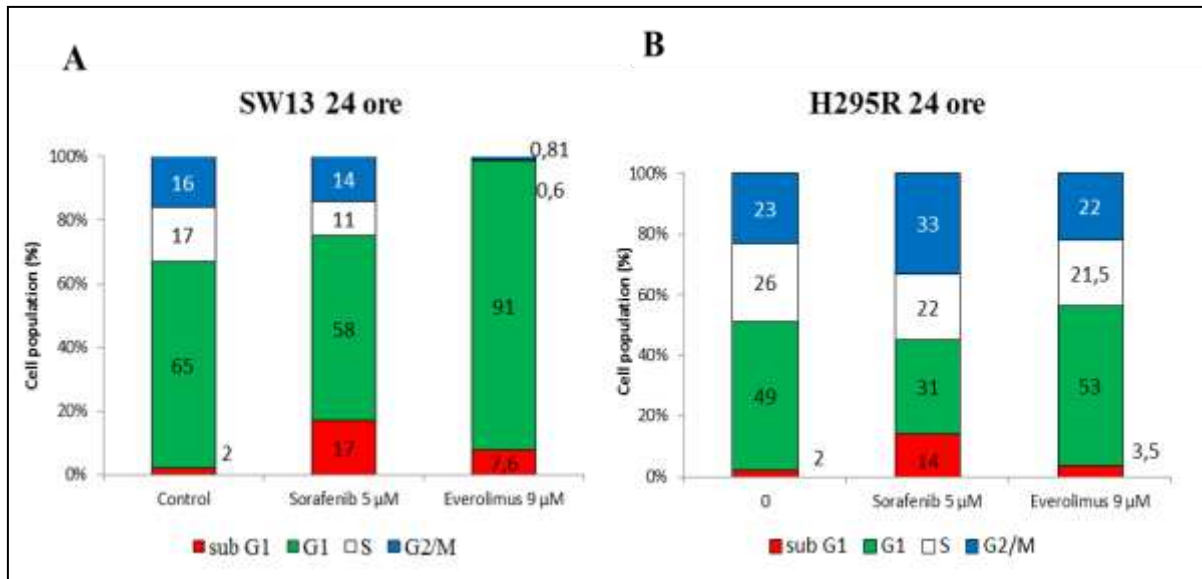 A
SW13 24 ore
Cell population (%)
100%
80%
60%
40%
20%
0%
16
17
65
2
14
11
58
17
0,81
0,6
91
7,6
Control
Sorafenib 5 µM
Everolimus 9 µM
sub G1 G1 S G2/M
B
H295R 24 ore
Cell population (%)
100%
80%
60%
40%
20%
0%
23
26
49
2
33
22
31
14
22
21,5
53
3,5
0
Sorafenib 5 µM
Everolimus 9 µM
sub G1 G1 S G2/M